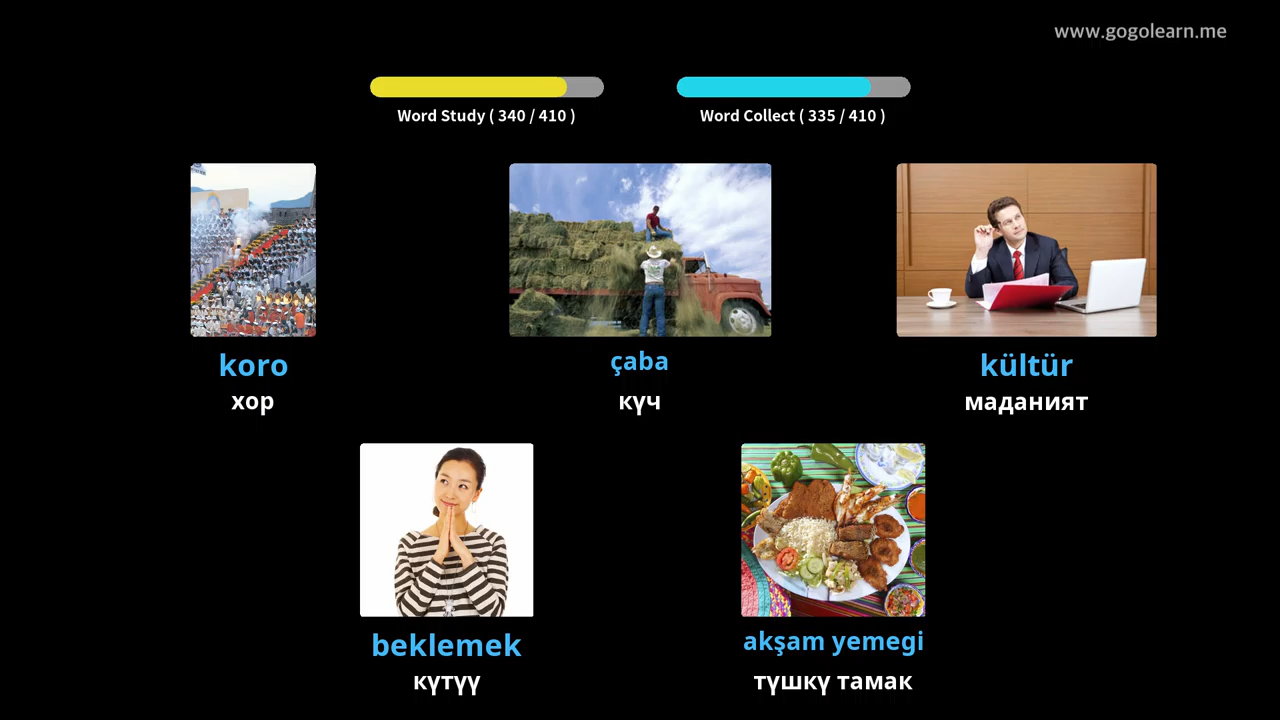 www.gogolearn.me
Word Study ( 340 / 410 )
Word Collect ( 335 / 410 )
koro
хор
çaba
күч
kültür
маданият
beklemek
күтүү
akşam yemegi
түшкү тамак